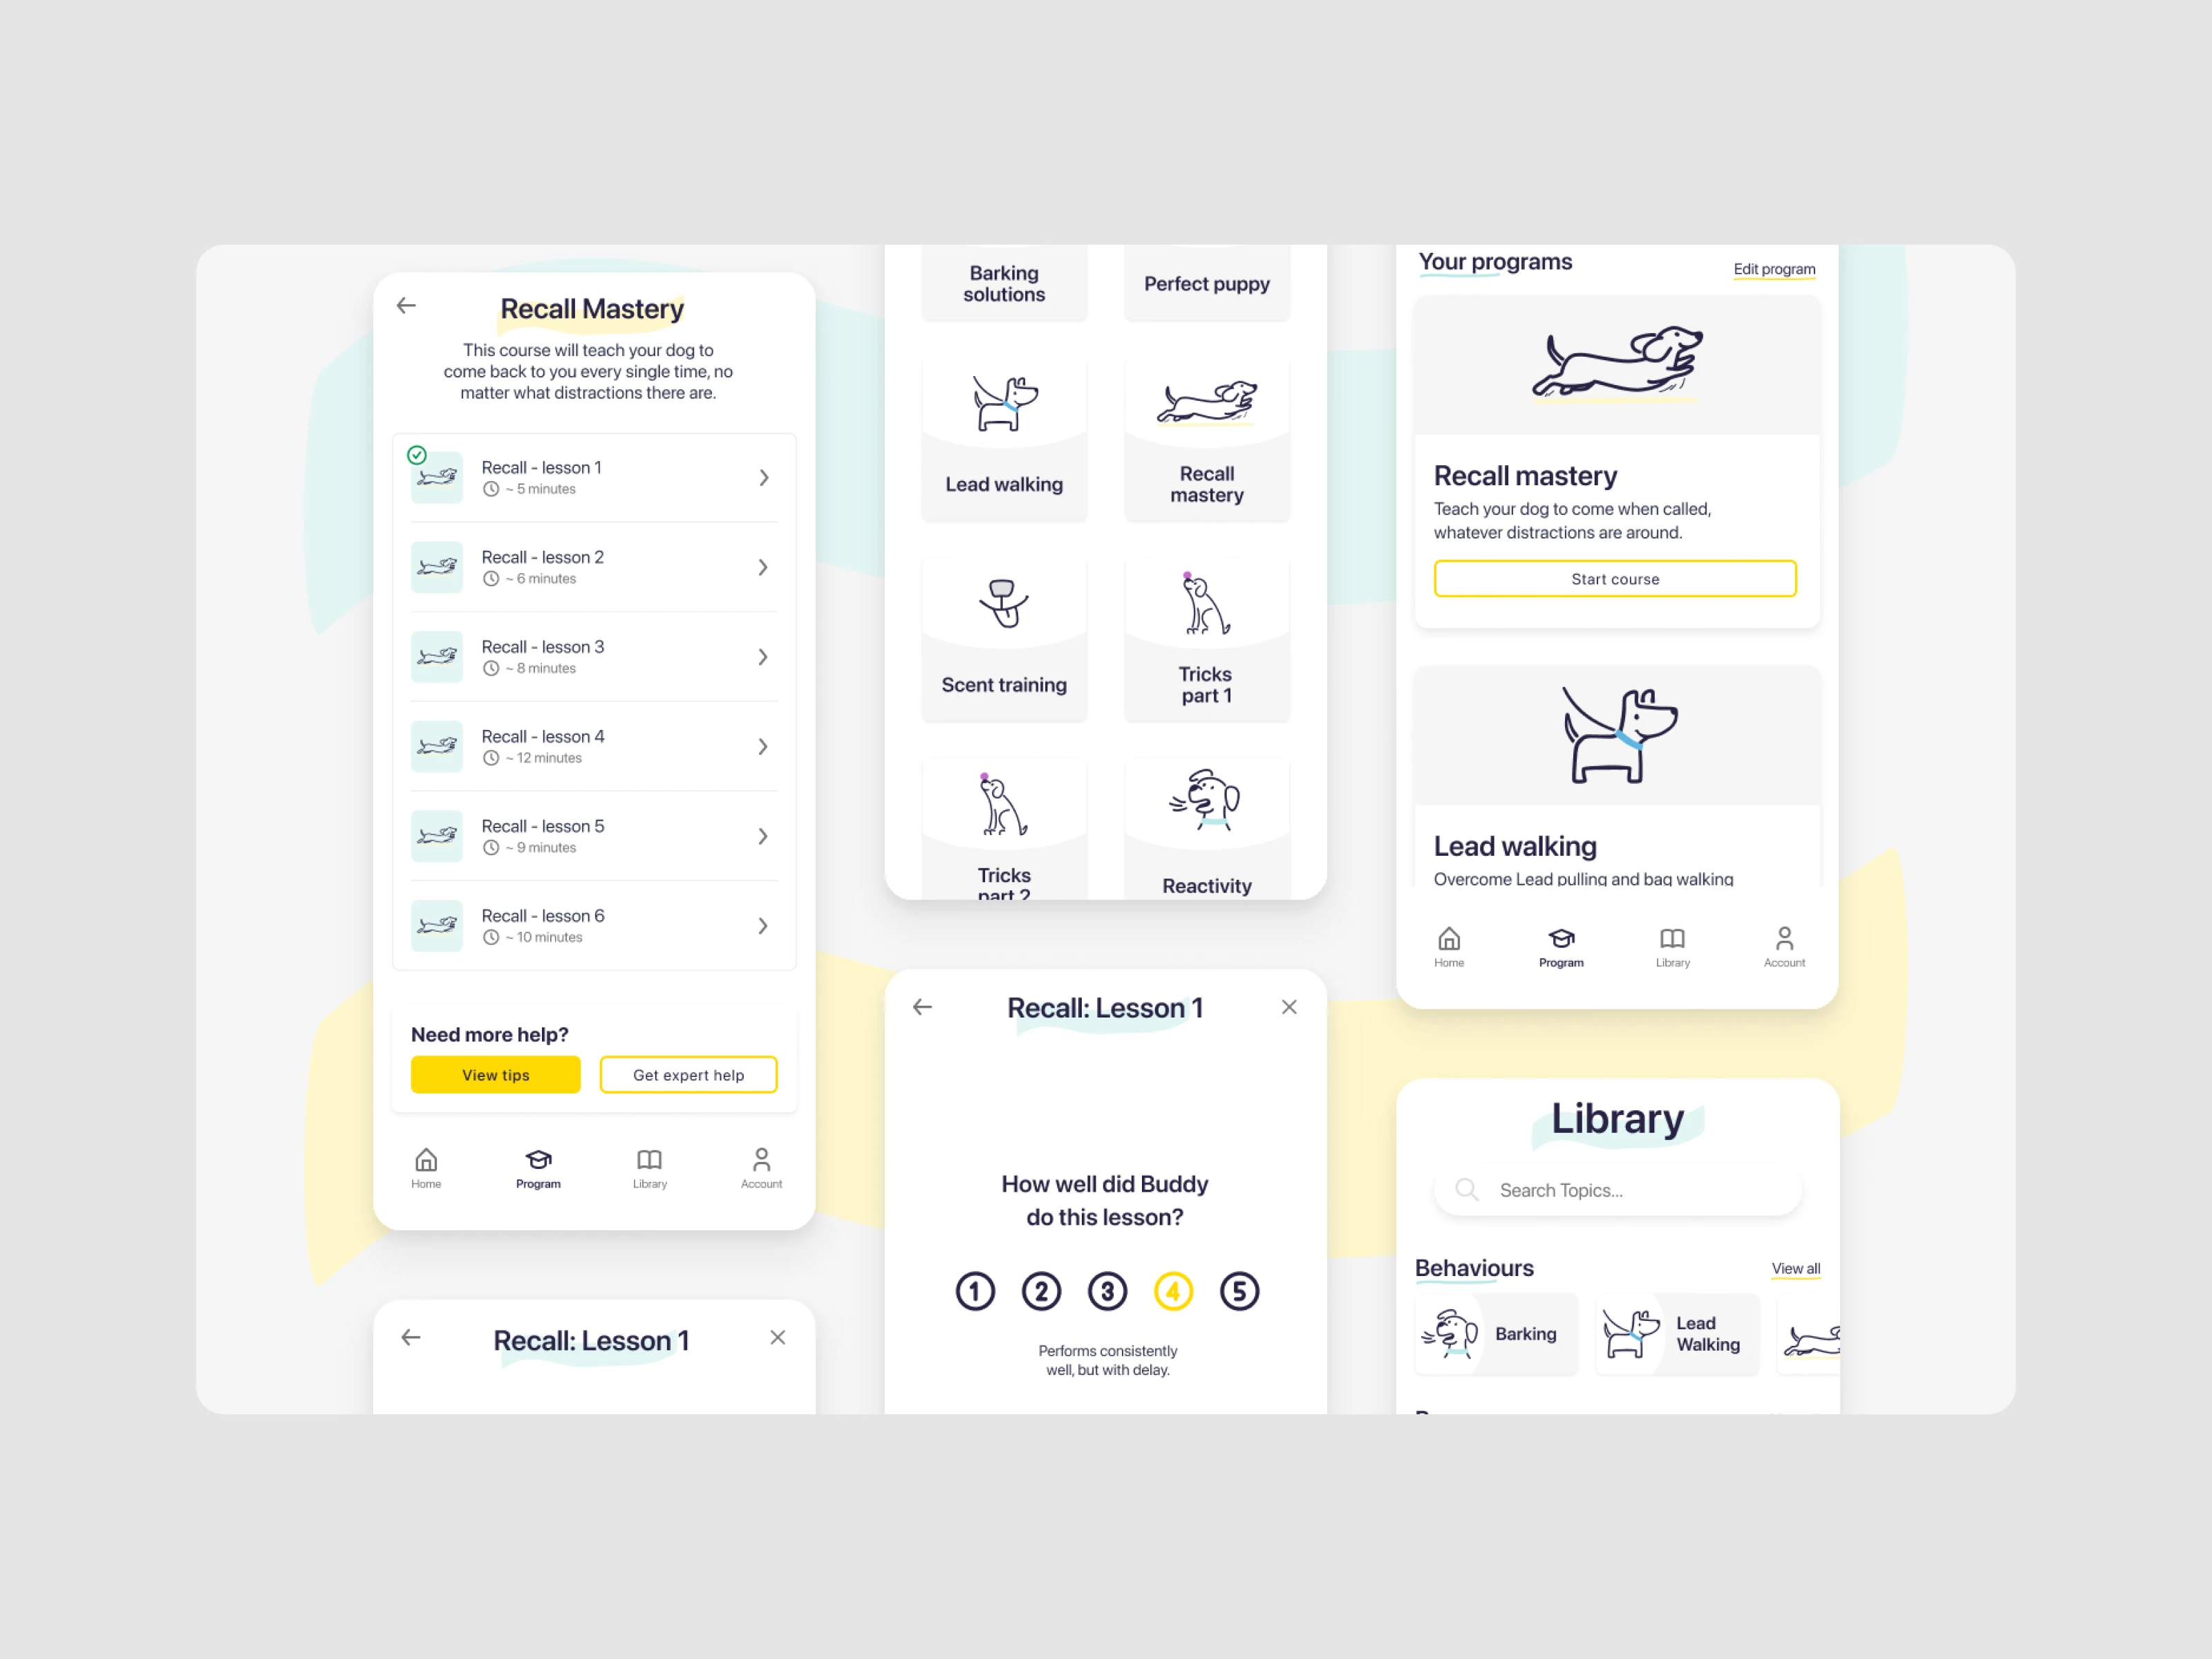 Recall Mastery
This course will teach your dog to
come back to you every single time, no
matter what distractions there are.
Recall - lesson 1
~ 5 minutes
Recall - lesson 2
~ 6 minutes
Recall - lesson 3
~ 8 minutes
Recall - lesson 4
~ 12 minutes
Recall - lesson 5
~ 9 minutes
Recall - lesson 6
~ 10 minutes
Need more help?
View tips
Get expert help
Home
Program
Library
Account
Recall: Lesson 1
Barking
solutions
Perfect puppy
Lead walking
Recall
mastery
Scent training
Tricks
part 1
Tricks
part 2
Reactivity
Recall: Lesson 1
How well did Buddy
do this lesson?
1 2 3 4 5
Performs consistently
well, but with delay.
Your programs
Edit program
Recall mastery
Teach your dog to come when called,
whatever distractions are around.
Start course
Lead walking
Overcome Lead pulling and bag walking
Home
Program
Library
Account
Library
Search Topics...
Behaviours
View all
Barking
Lead
Walking